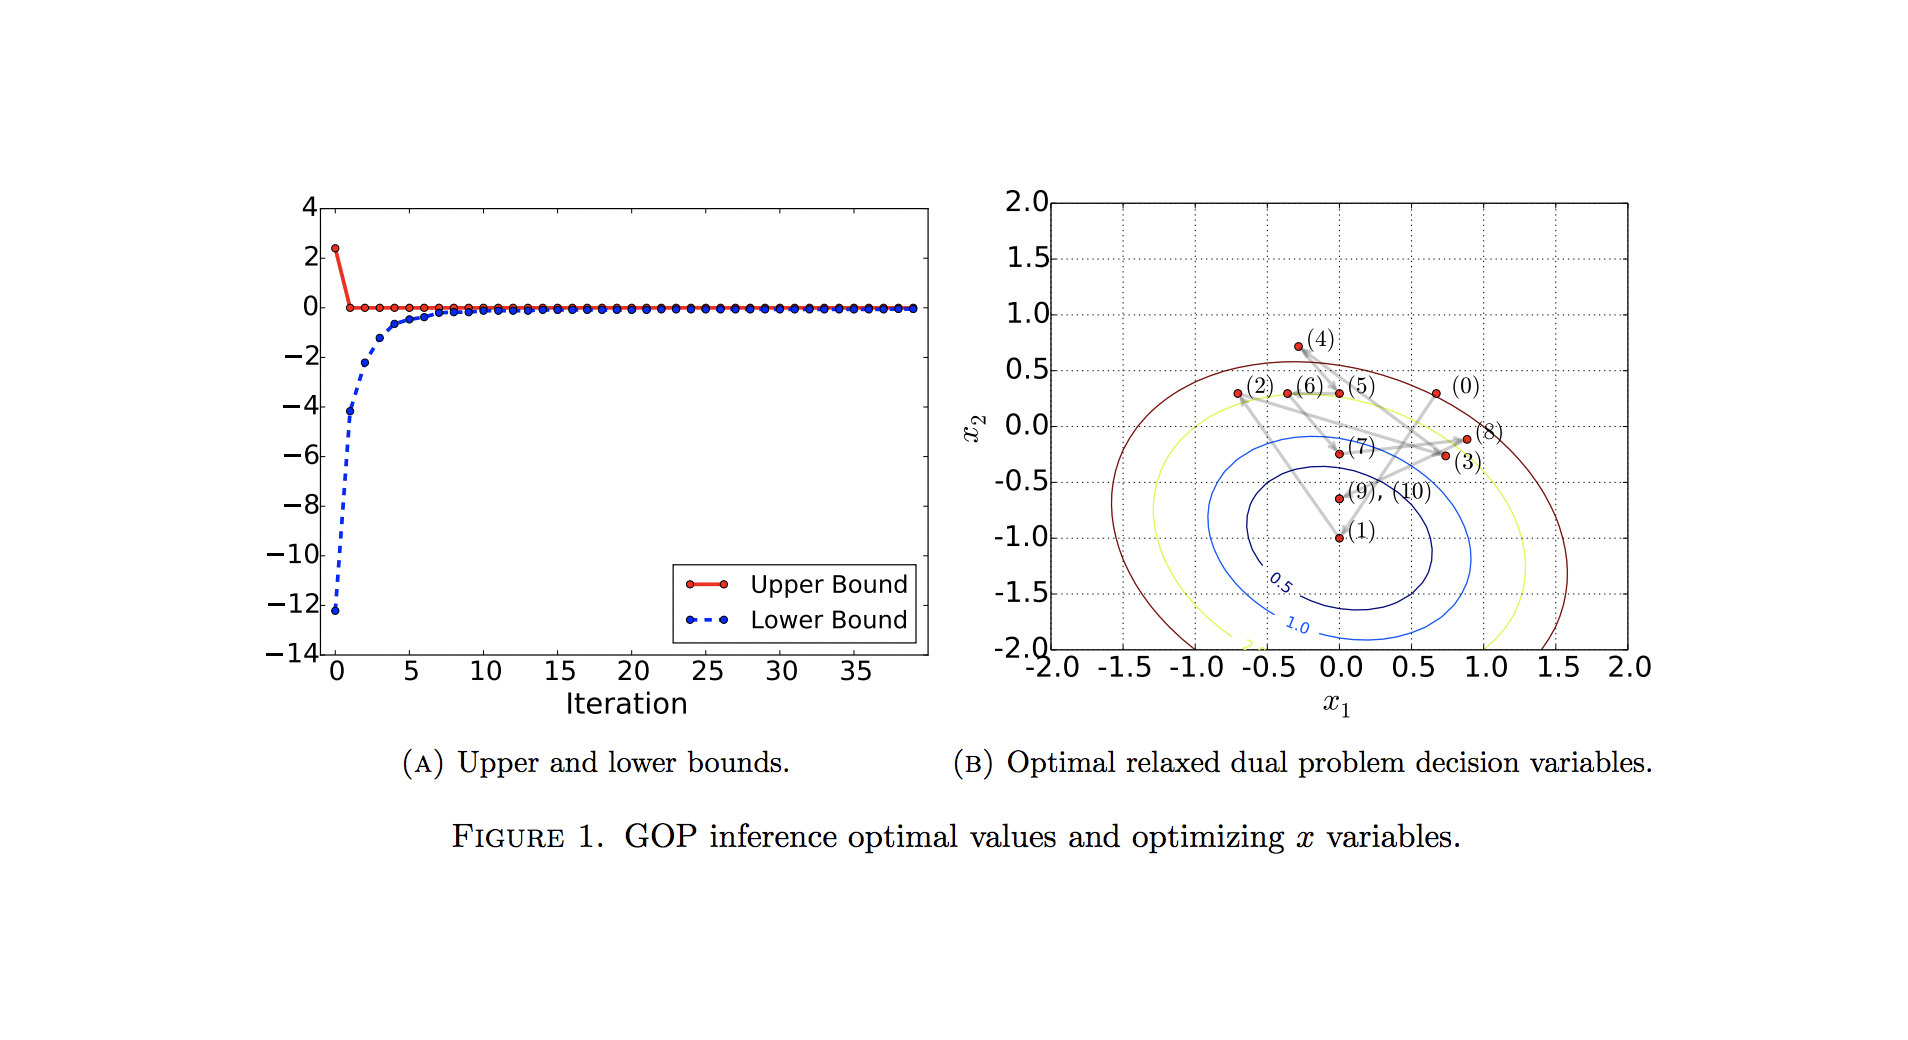 4
2
0
−2
−4
−6
−8
−10
−12
−14
0 5 10 15 20 25 30 35
Iteration
Upper Bound
Lower Bound
(A) Upper and lower bounds.
2.0
1.5
1.0
0.5
0.0
-0.5
-1.0
-1.5
-2.0
x2
(4)
(2) (6) (5) (0)
(8)
(7)
(3)
(9), (10)
(1)
0.5
1.0
2
-2.0 -1.5 -1.0 -0.5 0.0 0.5 1.0 1.5 2.0
x1
(B) Optimal relaxed dual problem decision variables.
FIGURE 1. GOP inference optimal values and optimizing x variables.